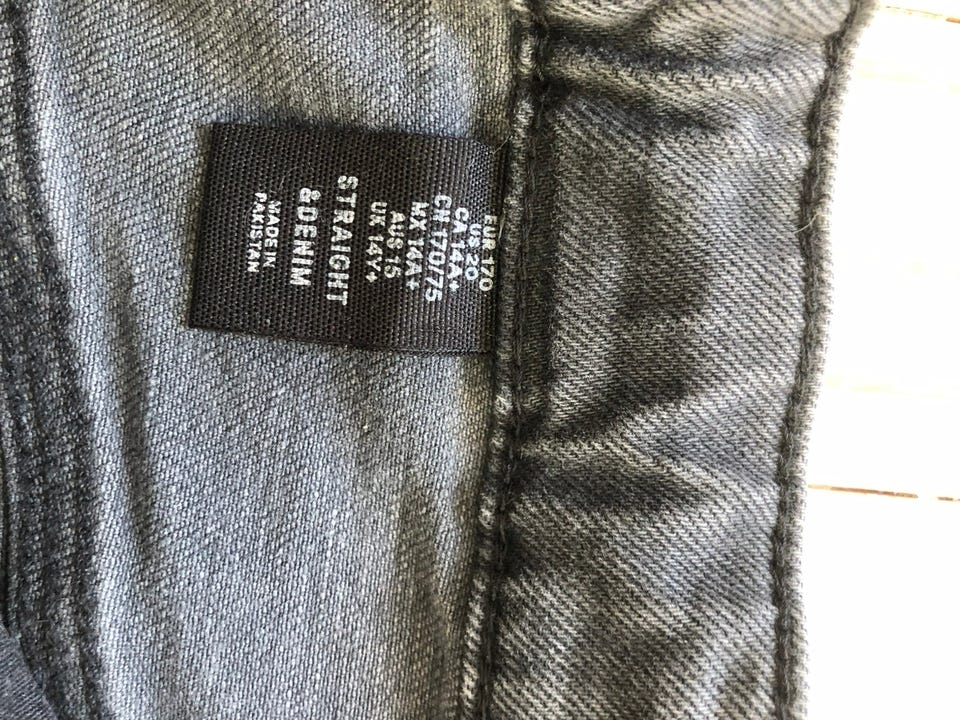 EUR 170
US 20
CA 14A+
CN 170/75
MX 14A+
AUS 15
UK 14Y+
STRAIGHT
&DENIM
MADE IN
PAKISTAN